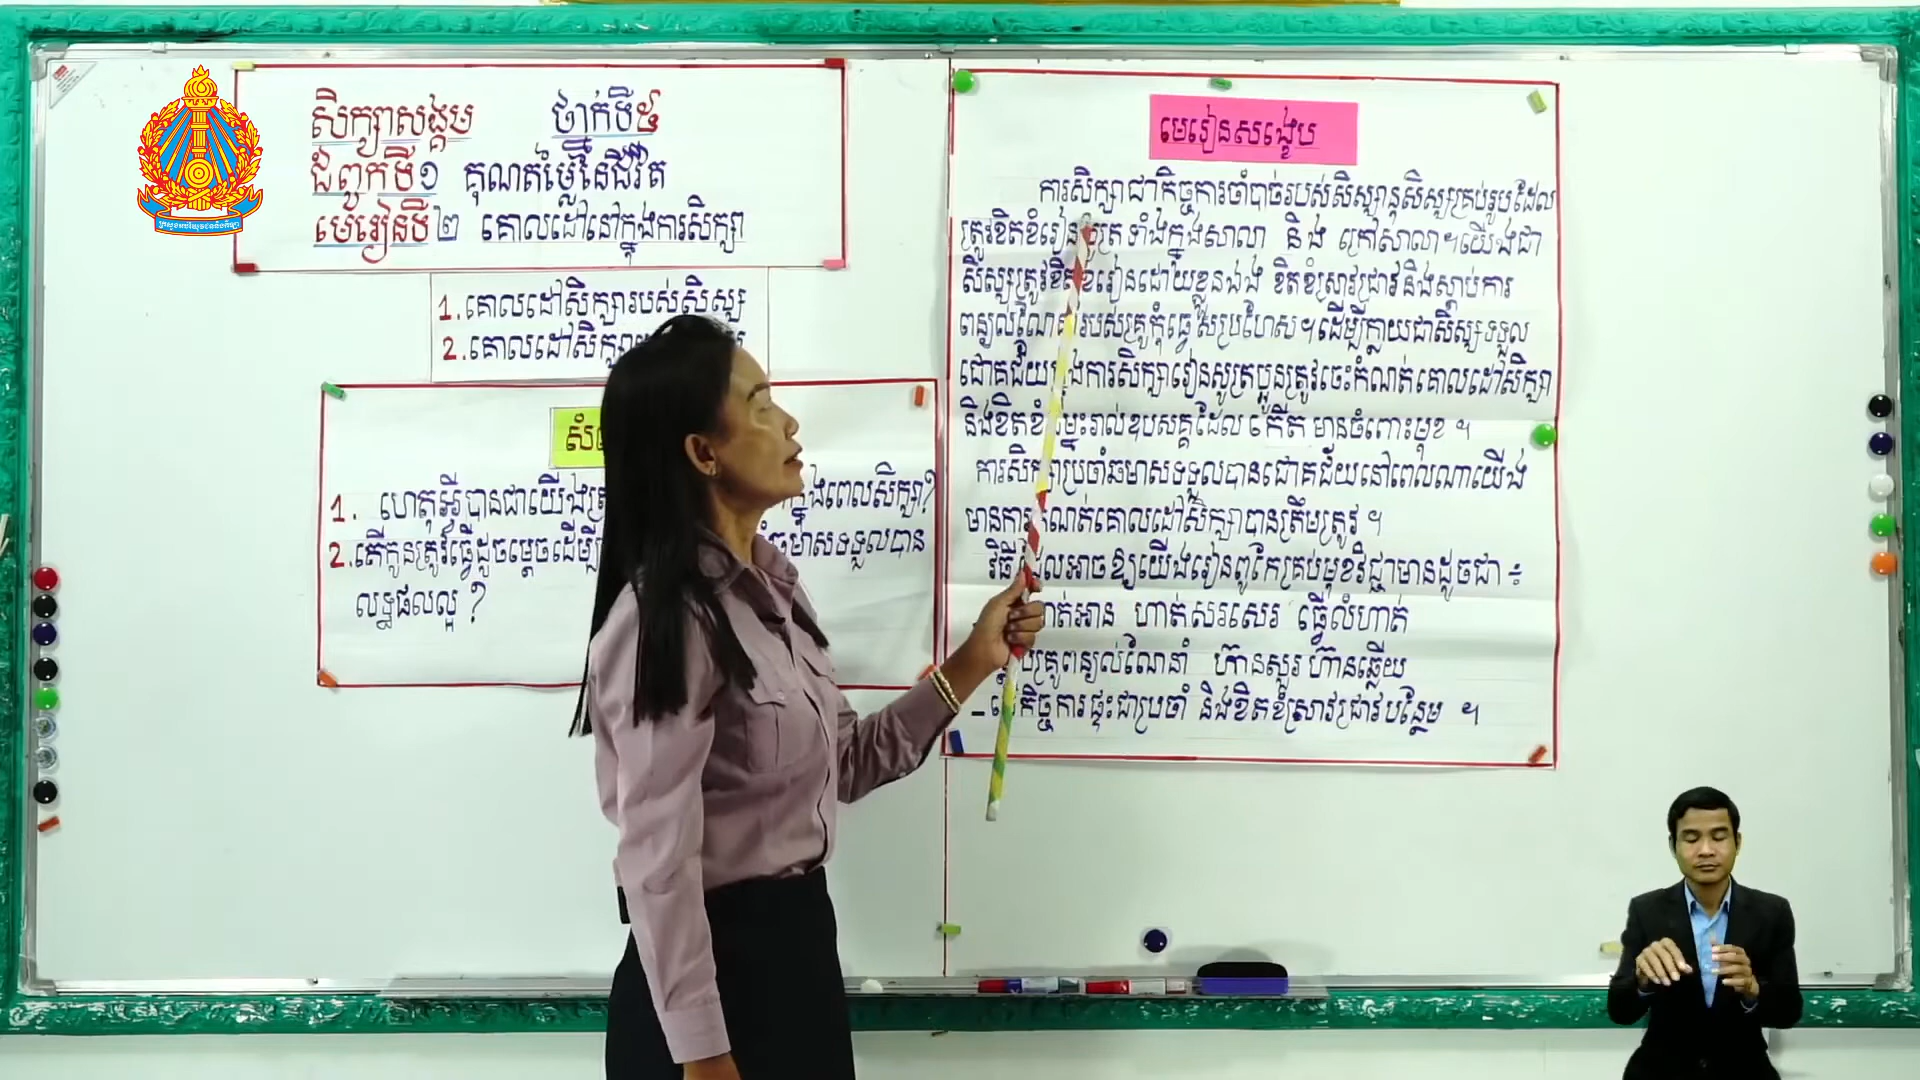 សិក្សាសង្គម ថ្នាក់ទី៥
ជំពូកទី១ គុណតម្លៃនៃជីវិត
មេរៀនទី២ គោលដៅនៅក្នុងការសិក្សា
1. គោលដៅសិក្សារបស់សិស្ស
2. គោលដៅសិក្សា
1. ហេតុអ្វីបានជាយើង ក្នុងពេលសិក្សា?
2. តើកូនត្រូវធ្វើដូចម្តេចដើម្បី ឆមាសទទួលបាន
លទ្ធផលល្អ ?
មេរៀនសង្ខេប
ការសិក្សាជាកិច្ចការចាំបាច់របស់សិស្សានុសិស្សគ្រប់រូបដែល
ត្រូវខិតខំរៀនសូត្រ ទាំងក្នុងសាលា និង ក្រៅសាលា។យើងជា
សិស្សត្រូវខិតខំរៀនដោយខ្លួនឯង ខិតខំស្រាវជ្រាវនិងស្តាប់ការ
ពន្យល់ណែនាំរបស់គ្រូកុំធ្វេសប្រហែស។ដើម្បីក្លាយជាសិស្សទទួល
ជោគជ័យក្នុងការសិក្សារៀនសូត្រប្អូនត្រូវចេះកំណត់គោលដៅសិក្សា
និងខិតខំ ម្នះរាល់ឧបសគ្គដែល កើត មានចំពោះមុខ ។
ការសិក្សាប្រចាំឆមាសទទួលបានជោគជ័យនៅពេលណាយើង
មានការកំណត់គោលដៅសិក្សាបានត្រឹមត្រូវ ។
វិធីដែលអាចឱ្យយើងរៀនពូកែគ្រប់មុខវិជ្ជាមានដូចជា ៖
ហាត់អាន ហាត់សរសេរ ធ្វើលំហាត់
ស្តាប់គ្រូពន្យល់ណែនាំ ហ៊ានសួរ ហ៊ានឆ្លើយ
- ធ្វើកិច្ចការផ្ទះជាប្រចាំ និងខិតខំស្រាវជ្រាវបន្ថែម ។